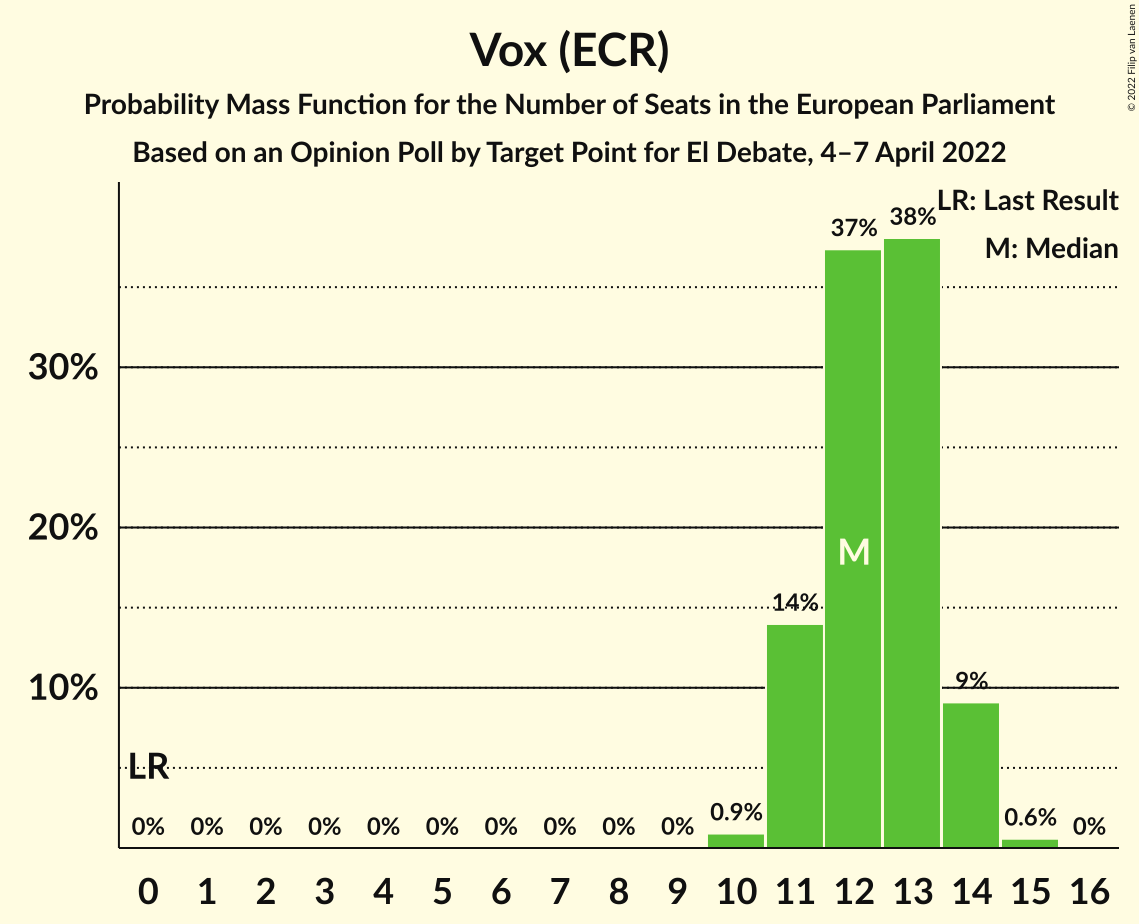 Vox (ECR)
Probability Mass Function for the Number of Seats in the European Parliament
Based on an Opinion Poll by Target Point for El Debate, 4–7 April 2022
© 2022 Filip van Laenen
LR: Last Result
M: Median
30%
20%
10%
LR
M
0% 0% 0% 0% 0% 0% 0% 0% 0% 0% 0.9% 14% 37% 38% 9% 0.6% 0%
0 1 2 3 4 5 6 7 8 9 10 11 12 13 14 15 16